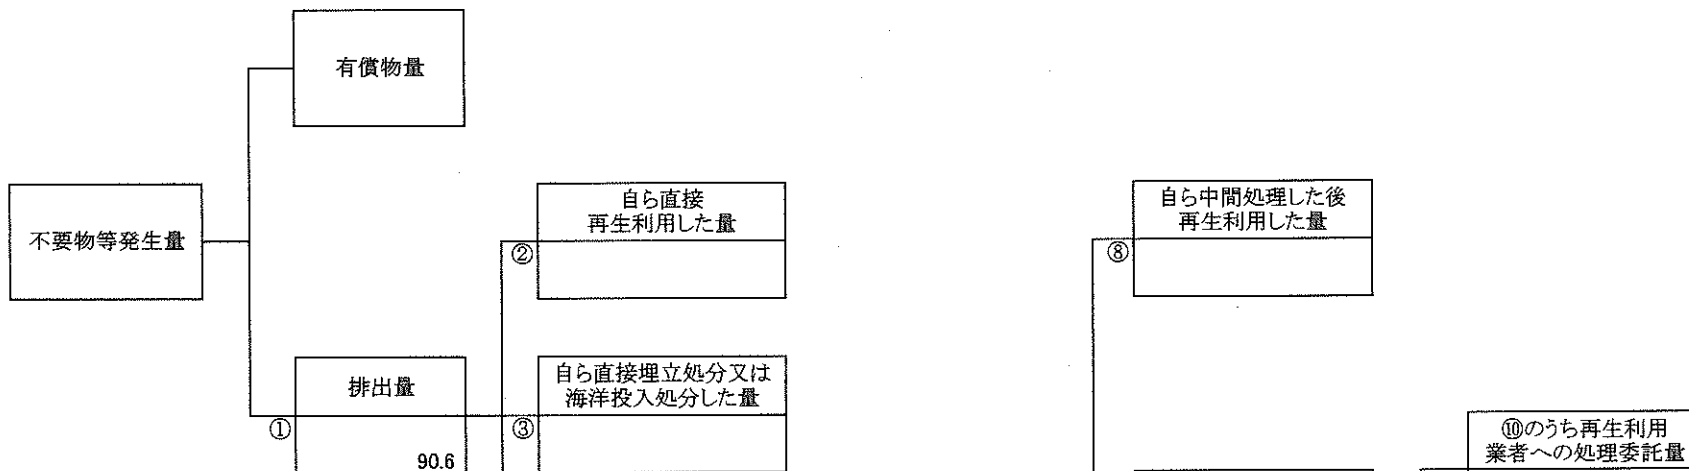 有償物量
不要物等発生量
自ら直接
再生利用した量
②
自ら中間処理した後
再生利用した量
⑧
排出量
①
90.6
自ら直接埋立処分又は
海洋投入処分した量
③
⑩のうち再生利用
業者への処理委託量